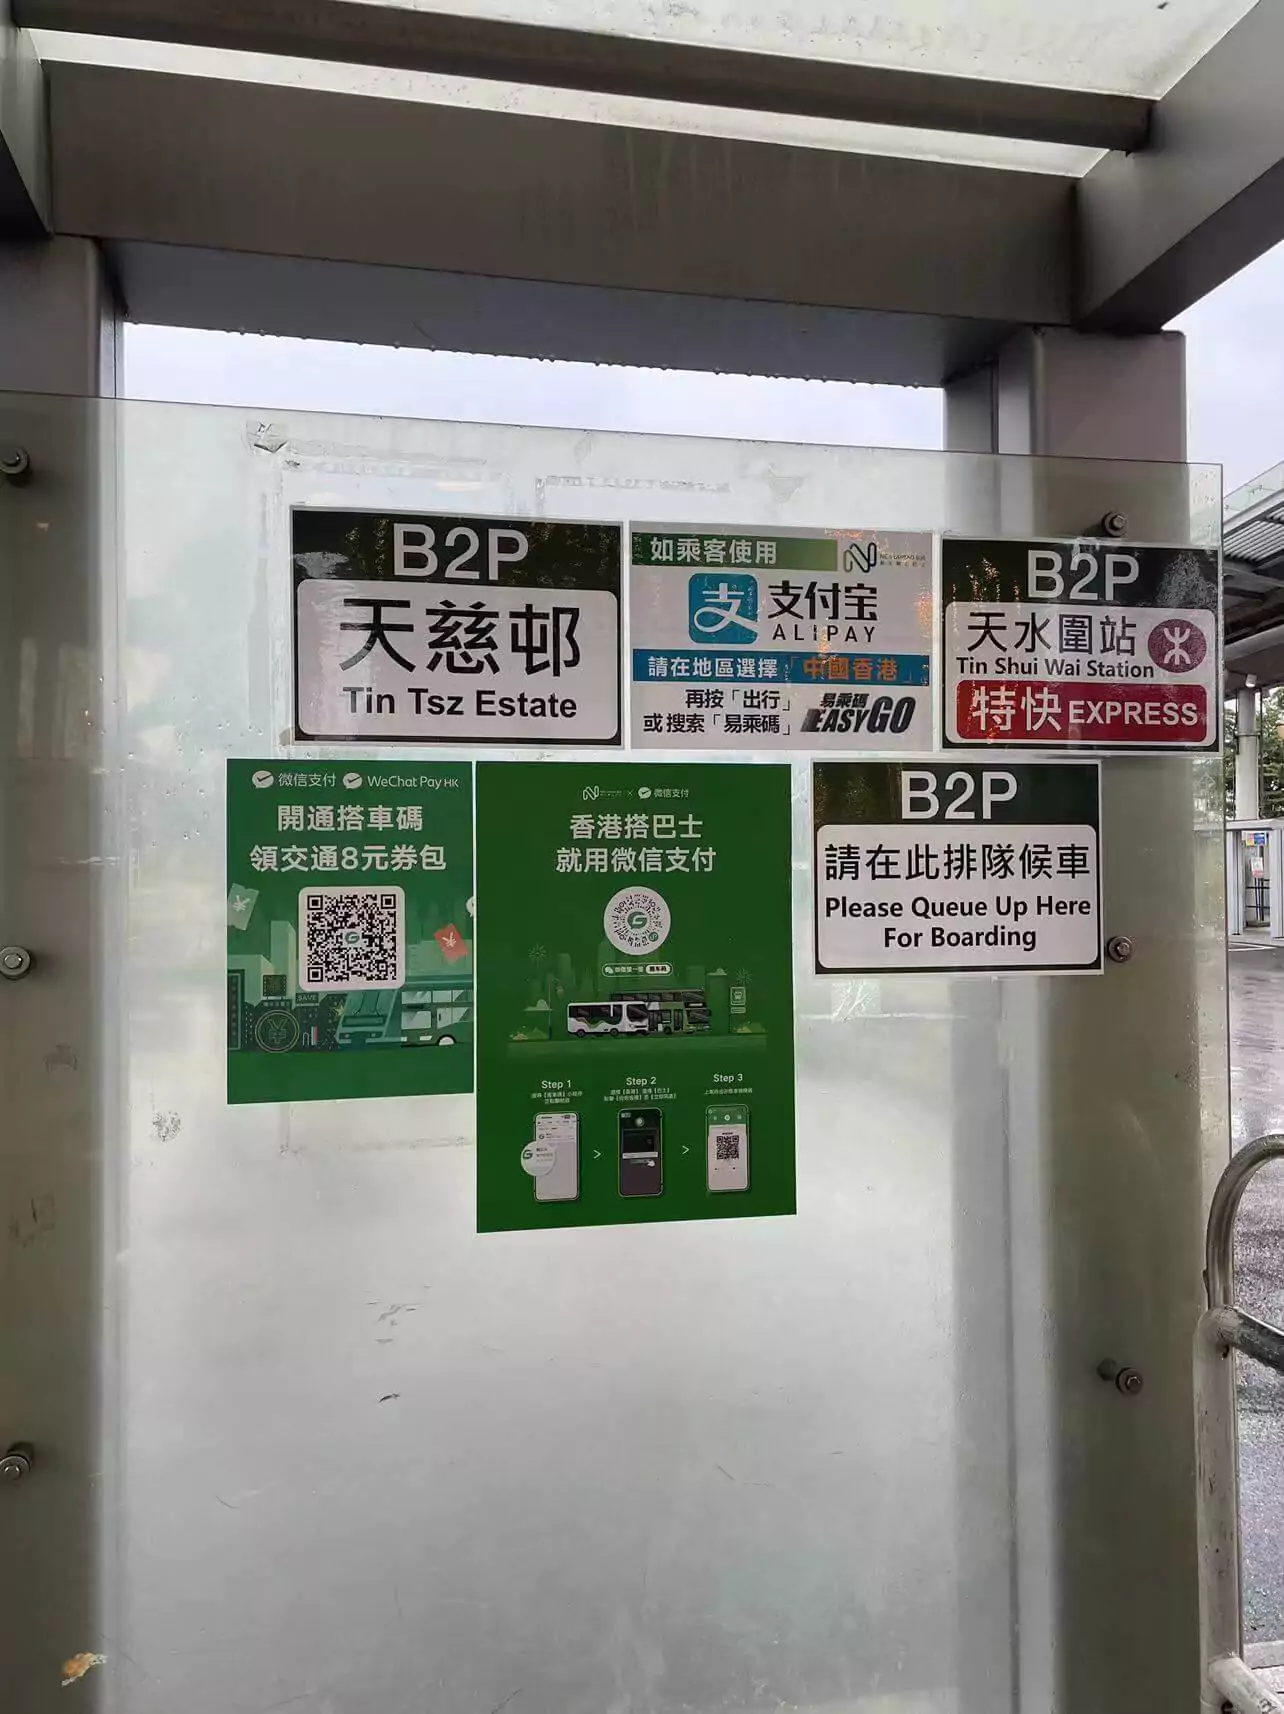 B2P
天慈邨
Tin Tsz Estate
如乘客使用
支付宝
ALIPAY
請在地區選擇「中國香港」
再按「出行」
或搜索「易乘碼」
易乘碼
EASYGO
B2P
天水圍站
Tin Shui Wai Station
特快 EXPRESS
微信支付 WeChat Pay HK
開通搭車碼
領交通8元券包
SAVE
× 微信支付
香港搭巴士
就用微信支付
Step 1
Step 2
Step 3
B2P
請在此排隊候車
Please Queue Up Here
For Boarding